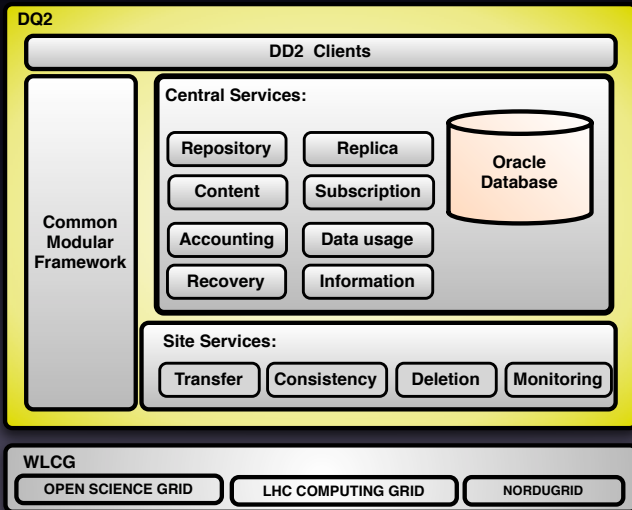 DQ2
DD2 Clients
Common
Modular
Framework
Central Services:
Repository
Replica
Content
Subscription
Accounting
Data usage
Recovery
Information
Oracle
Database
Site Services:
Transfer
Consistency
Deletion
Monitoring
WLCG
OPEN SCIENCE GRID
LHC COMPUTING GRID
NORDUGRID